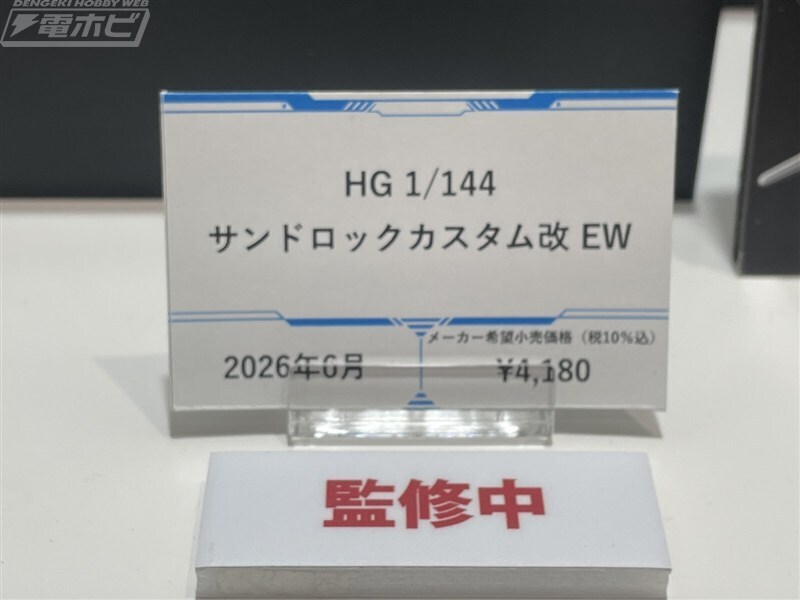 DENGEKI HOBBY WEB
電ホビ
HG 1/144
サンドロックカスタム改 EW
メーカー希望小売価格（税10%込）
2026年6月
¥4,180
監修中